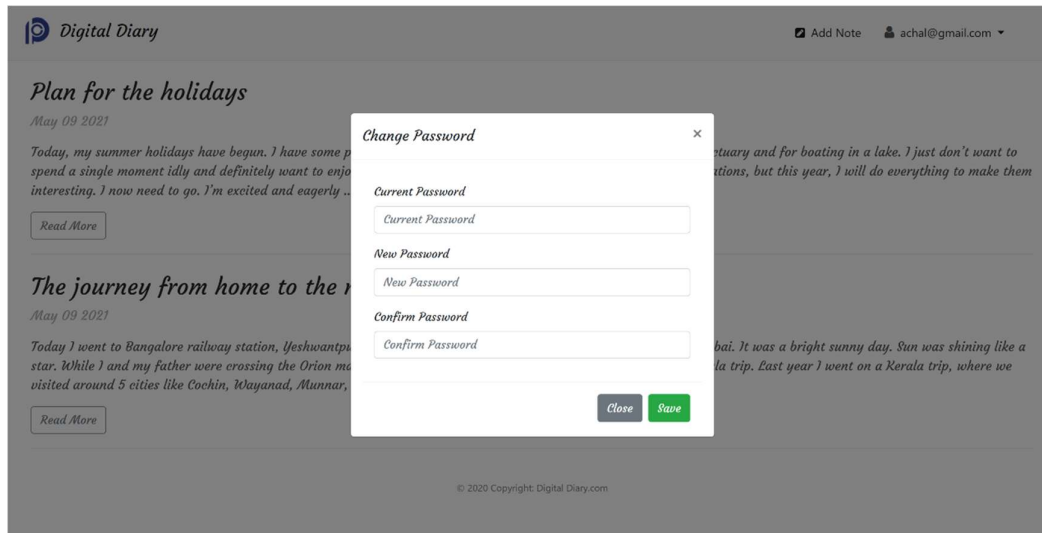 Digital Diary
Add Note
achal@gmail.com
Plan for the holidays
May 09 2021
Today, my summer holidays have begun. I have some
spend a single moment idly and definitely want to
interesting. I now need to go. I'm excited and eagerly ..
and for boating in a lake. I just don't want to
but this year, I will do everything to make them
Read More
Change Password
×
Current Password
Current Password
New Password
New Password
Confirm Password
Confirm Password
Close
Save
The journey from home to the
May 09 2021
Today I went to Bangalore railway station,
star. While I and my father were crossing the Orion
visited around 5 cities like Cochin, Wayanad, Munnar,
It was a bright sunny day. Sun was shining like a
trip. Last year I went on a Kerala trip, where we
Read More
© 2020 Copyright: Digital Diary.com